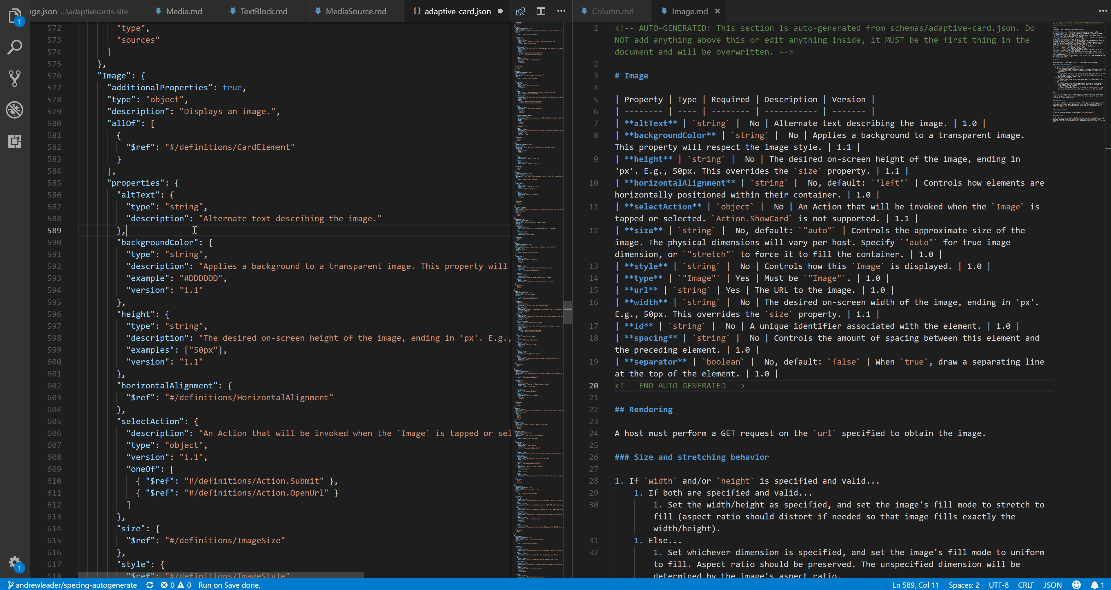 age.json ...\adaptivecards-site
Media.md
TextBlock.md
MediaSource.md
{} adaptive-card.json
Column.md
Image.md
572 "type",
573 "sources"
574 ]
575 },
576 "Image": {
577 "additionalProperties": true,
578 "type": "object",
579 "description": "Displays an image.",
580 "allOf": [
581 {
582 "$ref": "#/definitions/CardElement"
583 }
584 ],
585 "properties": {
586 "altText": {
587 "type": "string",
588 "description": "Alternate text describing the image."
589 },
590 "backgroundColor": {
591 "type": "string",
592 "description": "Applies a background to a transparent image. This property will
593 "example": "#DDDDDD",
594 "version": "1.1"
595 },
596 "height": {
597 "type": "string",
598 "description": "The desired on-screen height of the image, ending in 'px'. E.g.,
599 "examples": ["50px"],
600 "version": "1.1"
601 },
602 "horizontalAlignment": {
603 "$ref": "#/definitions/HorizontalAlignment"
604 },
605 "selectAction": {
606 "description": "An Action that will be invoked when the `Image` is tapped or sel
607 "type": "object",
608 "version": "1.1",
609 "oneOf": [
610 { "$ref": "#/definitions/Action.Submit" },
611 { "$ref": "#/definitions/Action.OpenUrl" }
612 ]
613 },
614 "size": {
615 "$ref": "#/definitions/ImageSize"
616 },
617 "style": {
618 "$ref": "#/definitions/ImageStyle"
<!-- AUTO-GENERATED: This section is auto-generated from schemas/adaptive-card.json. Do
NOT add anything above this or edit anything inside, it MUST be the first thing in the
document and will be overwritten. -->
2
3 # Image
4
5 | Property | Type | Required | Description | Version |
6 | -------- | ---- | -------- | ----------- | ------- |
7 | **altText** | `string` | No | Alternate text describing the image. | 1.0 |
8 | **backgroundColor** | `string` | No | Applies a background to a transparent image.
This property will respect the image style. | 1.1 |
9 | **height** | `string` | No | The desired on-screen height of the image, ending in
'px'. E.g., 50px. This overrides the `size` property. | 1.1 |
10 | **horizontalAlignment** | `string` | No, default: `"left"` | Controls how elements are
horizontally positioned within their container. | 1.0 |
11 | **selectAction** | `object` | No | An Action that will be invoked when the `Image` is
tapped or selected. `Action.ShowCard` is not supported. | 1.1 |
12 | **size** | `string` | No, default: `"auto"` | Controls the approximate size of the
image. The physical dimensions will vary per host. Specify `"auto"` for true image
dimension, or `"stretch"` to force it to fill the container. | 1.0 |
13 | **style** | `string` | No | Controls how this `Image` is displayed. | 1.0 |
14 | **type** | `"Image"` | Yes | Must be `"Image"`. | 1.0 |
15 | **url** | `string` | Yes | The URL to the image. | 1.0 |
16 | **width** | `string` | No | The desired on-screen width of the image, ending in 'px'.
E.g., 50px. This overrides the `size` property. | 1.1 |
17 | **id** | `string` | No | A unique identifier associated with the element. | 1.0 |
18 | **spacing** | `string` | No | Controls the amount of spacing between this element and
the preceding element. | 1.0 |
19 | **separator** | `boolean` | No, default: `false` | When `true`, draw a separating line
at the top of the element. | 1.0 |
20 <!-- END AUTO-GENERATED -->
21
22 ## Rendering
23
24 A host must perform a GET request on the `url` specified to obtain the image.
25
26 ### Size and stretching behavior
27
28 1. If `width` and/or `height` is specified and valid...
29 1. If both are specified and valid...
30 1. Set the width/height as specified, and set the image's fill mode to stretch to
fill (aspect ratio should distort if needed so that image fills exactly the
width/height).
31 1. Else...
32 1. Set whichever dimension is specified, and set the image's fill mode to uniform
to fill. Aspect ratio should be preserved. The unspecified dimension will be
determined by the image's aspect ratio.
andrewleader/specing-autogenerate
0
0
Run on Save done.
Ln 589, Col 11
Spaces: 2
UTF-8
CRLF
JSON
1